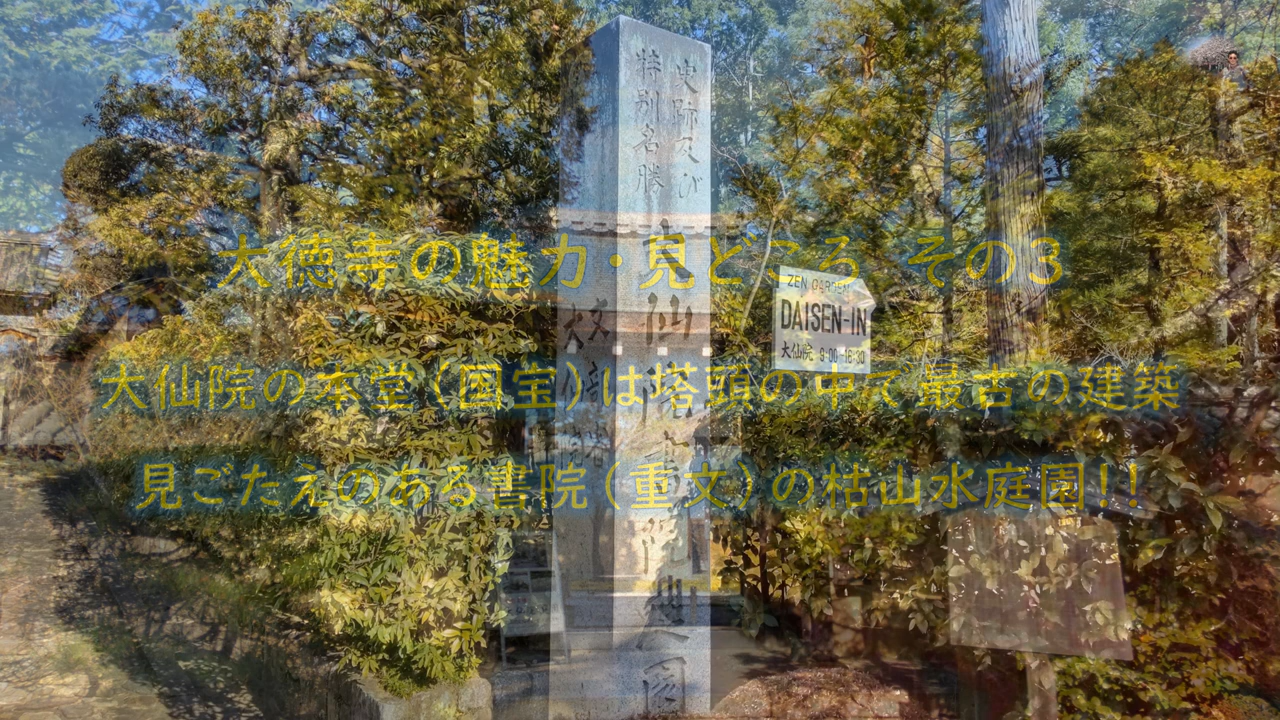 大徳寺の魅力・見どころ その3
大仙院の本堂(国宝)は塔頭の中で最古の建築
見ごたえのある書院(重文)の枯山水庭園!!
史跡及び
特別名勝
ZEN GARDEN
DAISEN-IN
大仙院 9:00-16:30